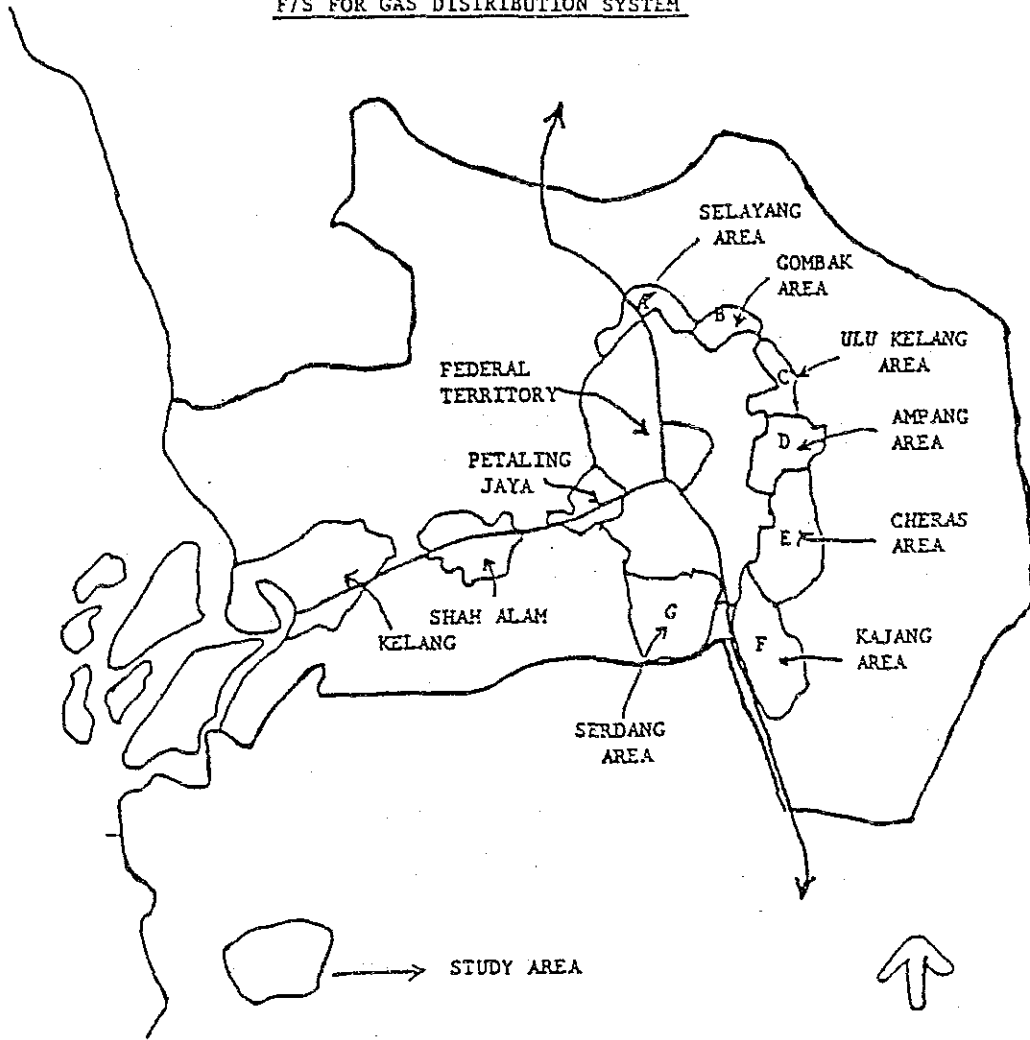 F/S FOR GAS DISTRIBUTION SYSTEM
SELAYANG
AREA
GOMBAK
AREA
A
B
ULU KELANG
AREA
FEDERAL
TERRITORY
C
AMPANG
AREA
D
PETALING
JAYA
CHERAS
AREA
E
SHAH ALAM
KELANG
G
F
KAJANG
AREA
SERDANG
AREA
STUDY AREA